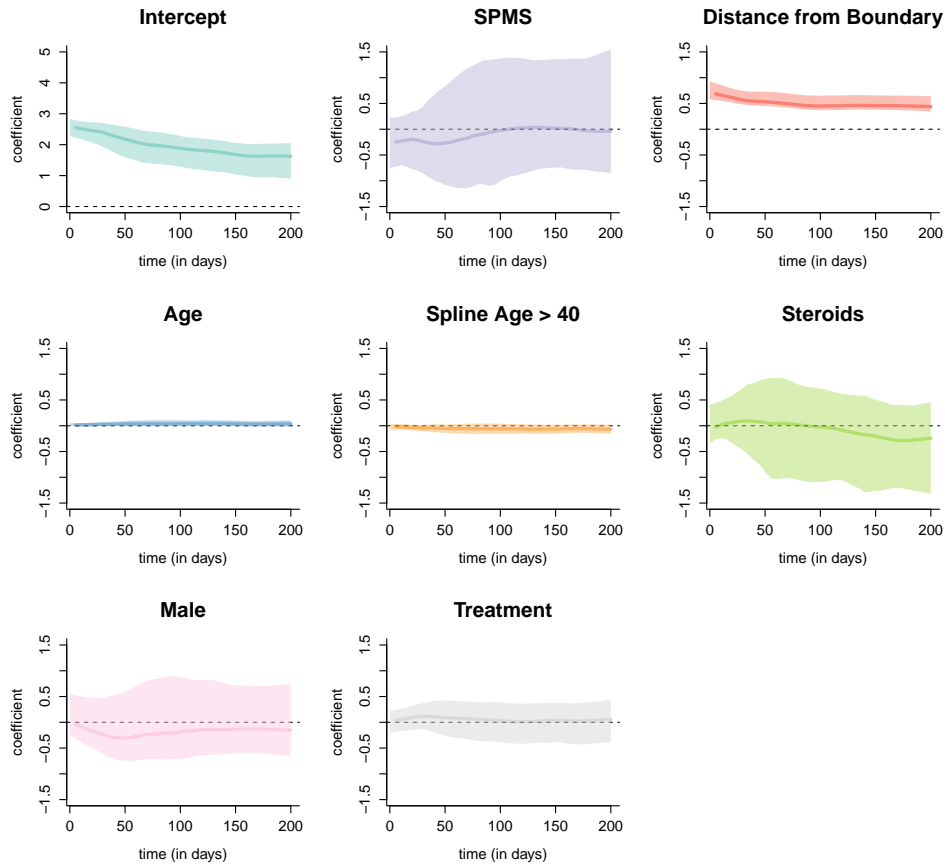 Intercept
coefficient
0 1 2 3 4 5
0 50 100 150 200
time (in days)
SPMS
coefficient
−1.5 −0.5 0.5 1.5
0 50 100 150 200
time (in days)
Distance from Boundary
coefficient
−1.5 −0.5 0.5 1.5
0 50 100 150 200
time (in days)
Age
coefficient
−1.5 −0.5 0.5 1.5
0 50 100 150 200
time (in days)
Spline Age > 40
coefficient
−1.5 −0.5 0.5 1.5
0 50 100 150 200
time (in days)
Steroids
coefficient
−1.5 −0.5 0.5 1.5
0 50 100 150 200
time (in days)
Male
coefficient
−1.5 −0.5 0.5 1.5
0 50 100 150 200
time (in days)
Treatment
coefficient
−1.5 −0.5 0.5 1.5
0 50 100 150 200
time (in days)